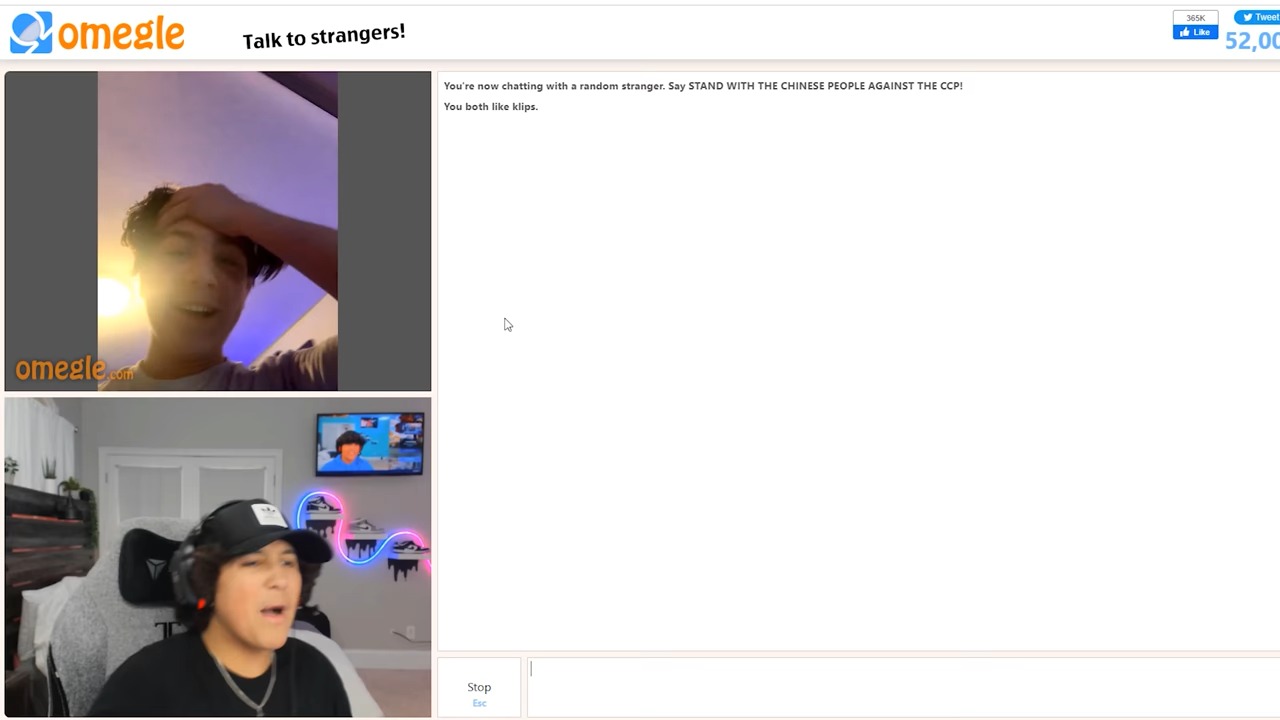 omegle
Talk to strangers!
365K
Like
Tweet
52,00
You're now chatting with a random stranger. Say STAND WITH THE CHINESE PEOPLE AGAINST THE CCP!
You both like klips.
omegle.com
Stop
Esc